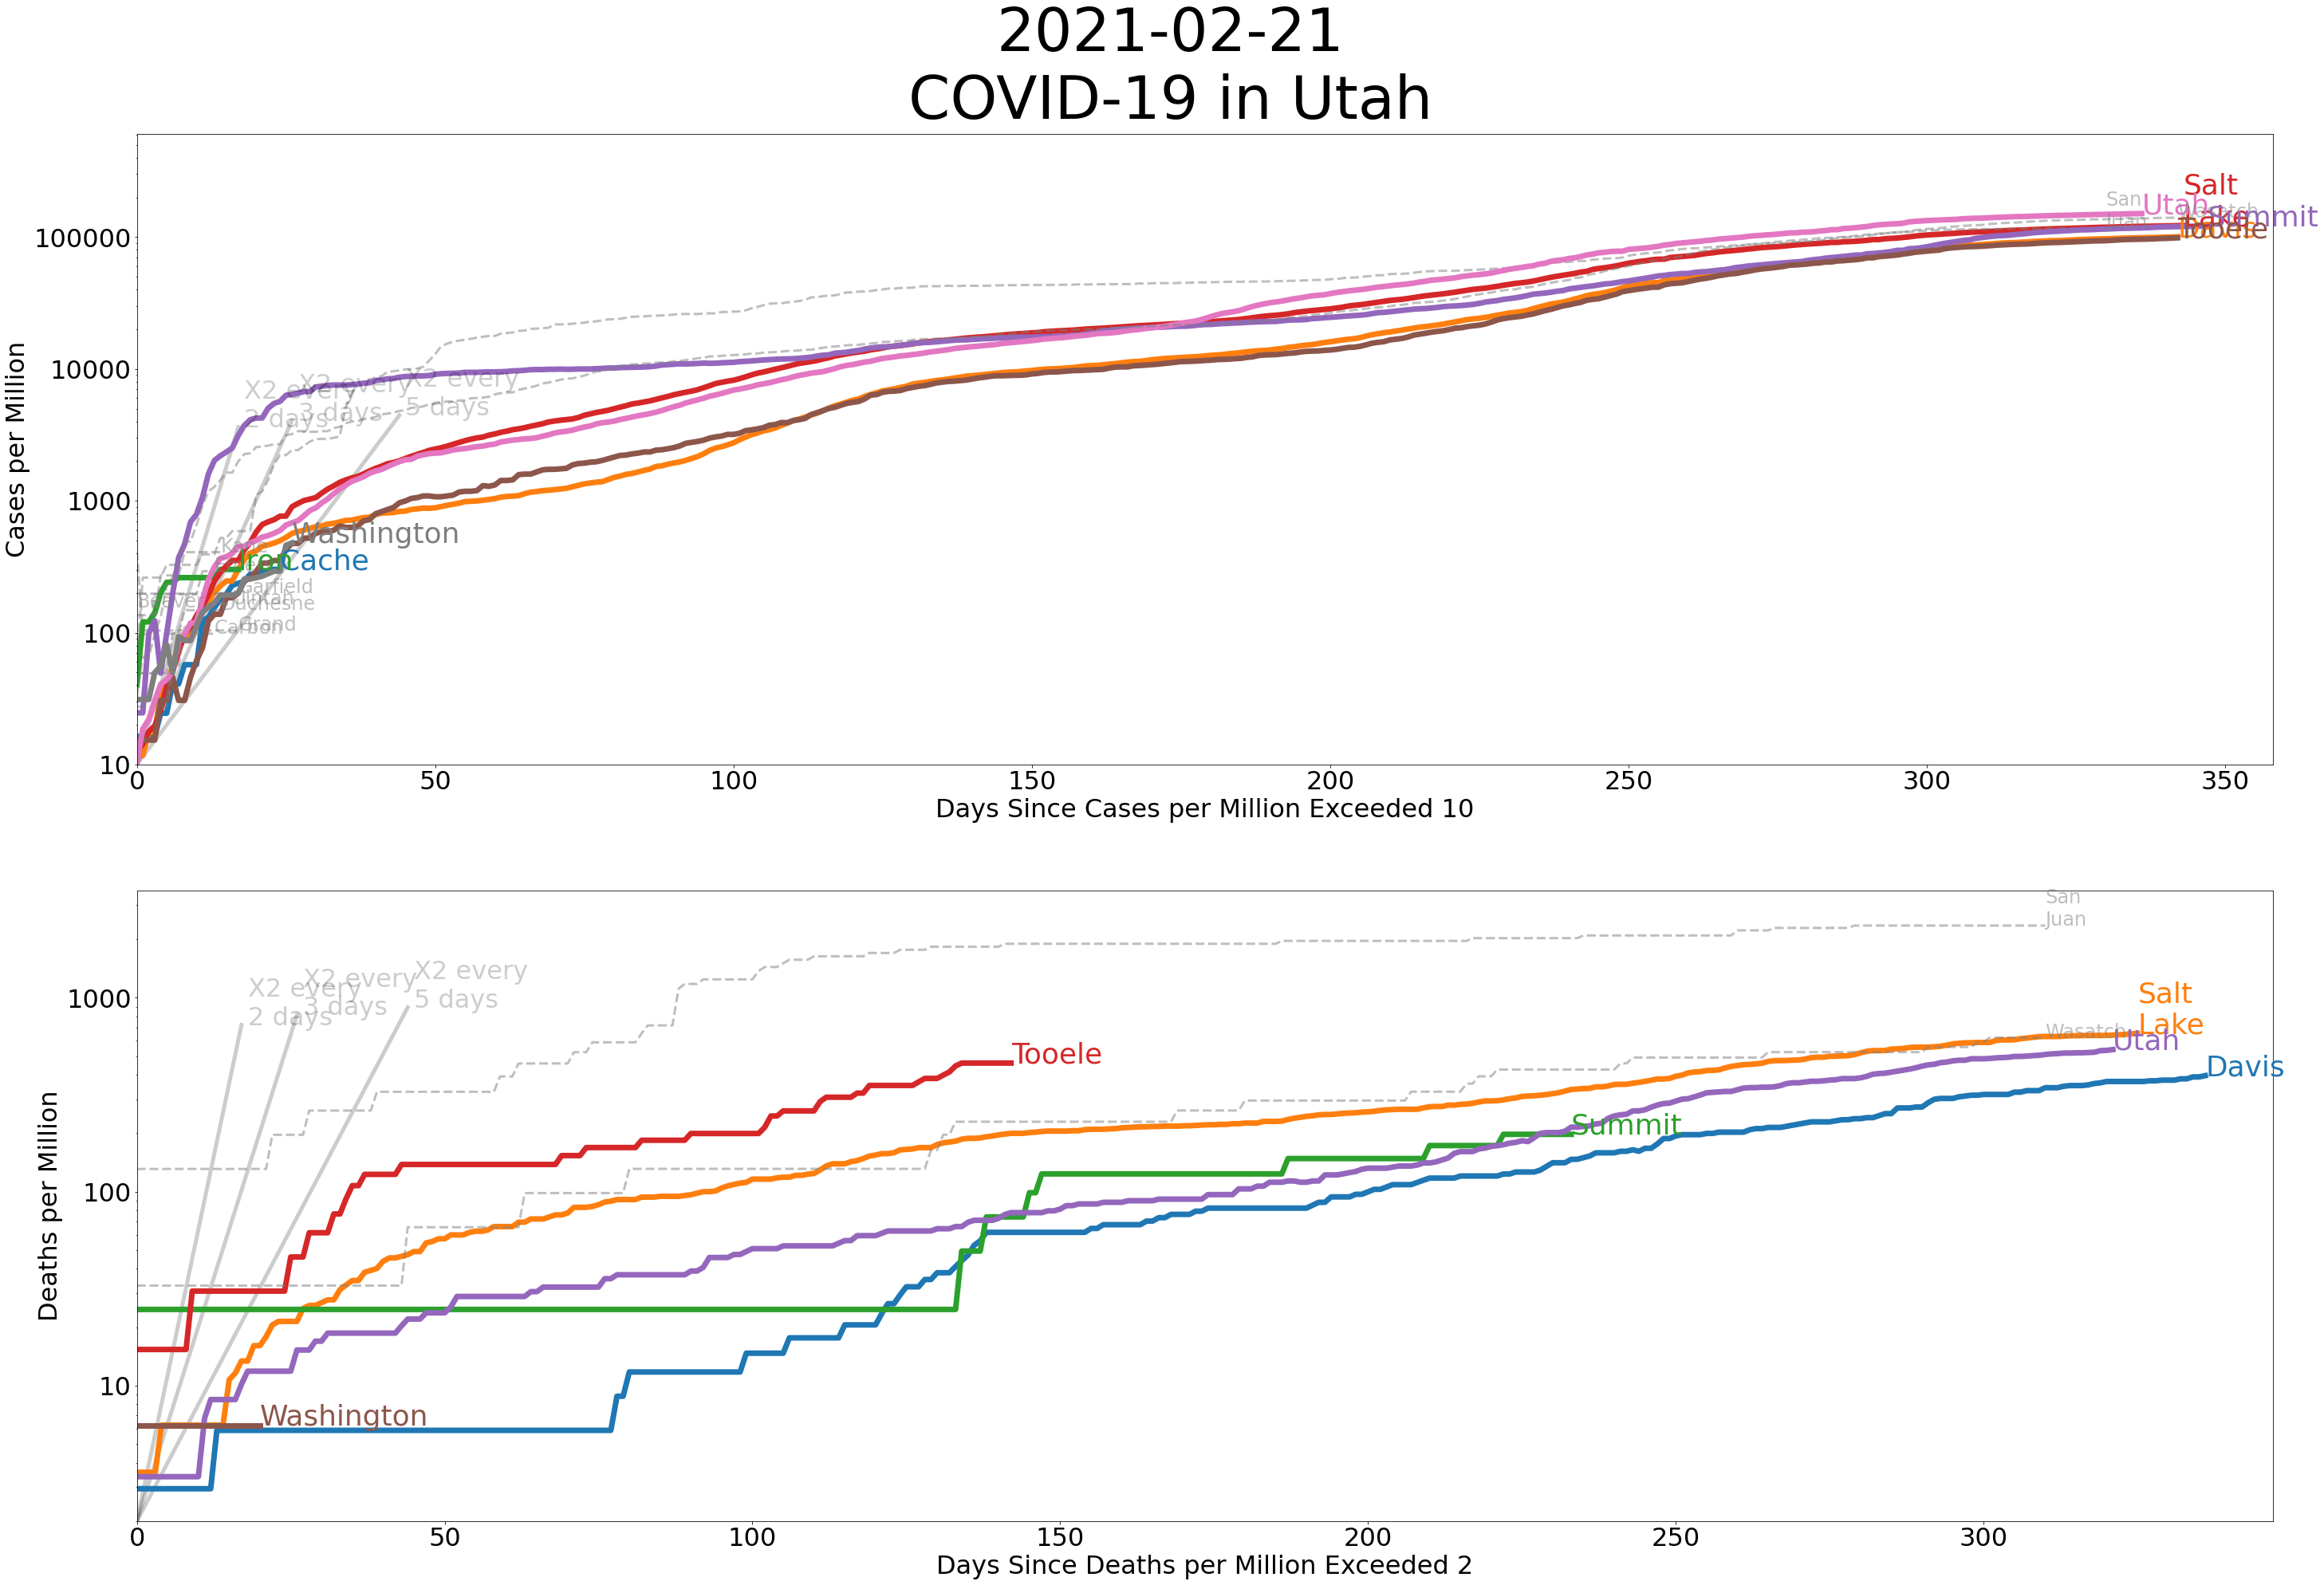 2021-02-21
COVID-19 in Utah
Cases per Million
100000
10000
1000
100
10
X2 every
2 days
X2 every
3 days
X2 every
5 days
Washington
Iron
Cache
Garfield
Duchesne
Grand
Carbon
Beaver
San
Juan
Utah
Wasatch
Salt
Lake
Summit
Davis
Tooele
0
50
100
150
200
250
300
350
Days Since Cases per Million Exceeded 10
Deaths per Million
1000
100
10
X2 every
2 days
X2 every
3 days
X2 every
5 days
San
Juan
Salt
Lake
Wasatch
Utah
Davis
Tooele
Summit
Washington
0
50
100
150
200
250
300
Days Since Deaths per Million Exceeded 2